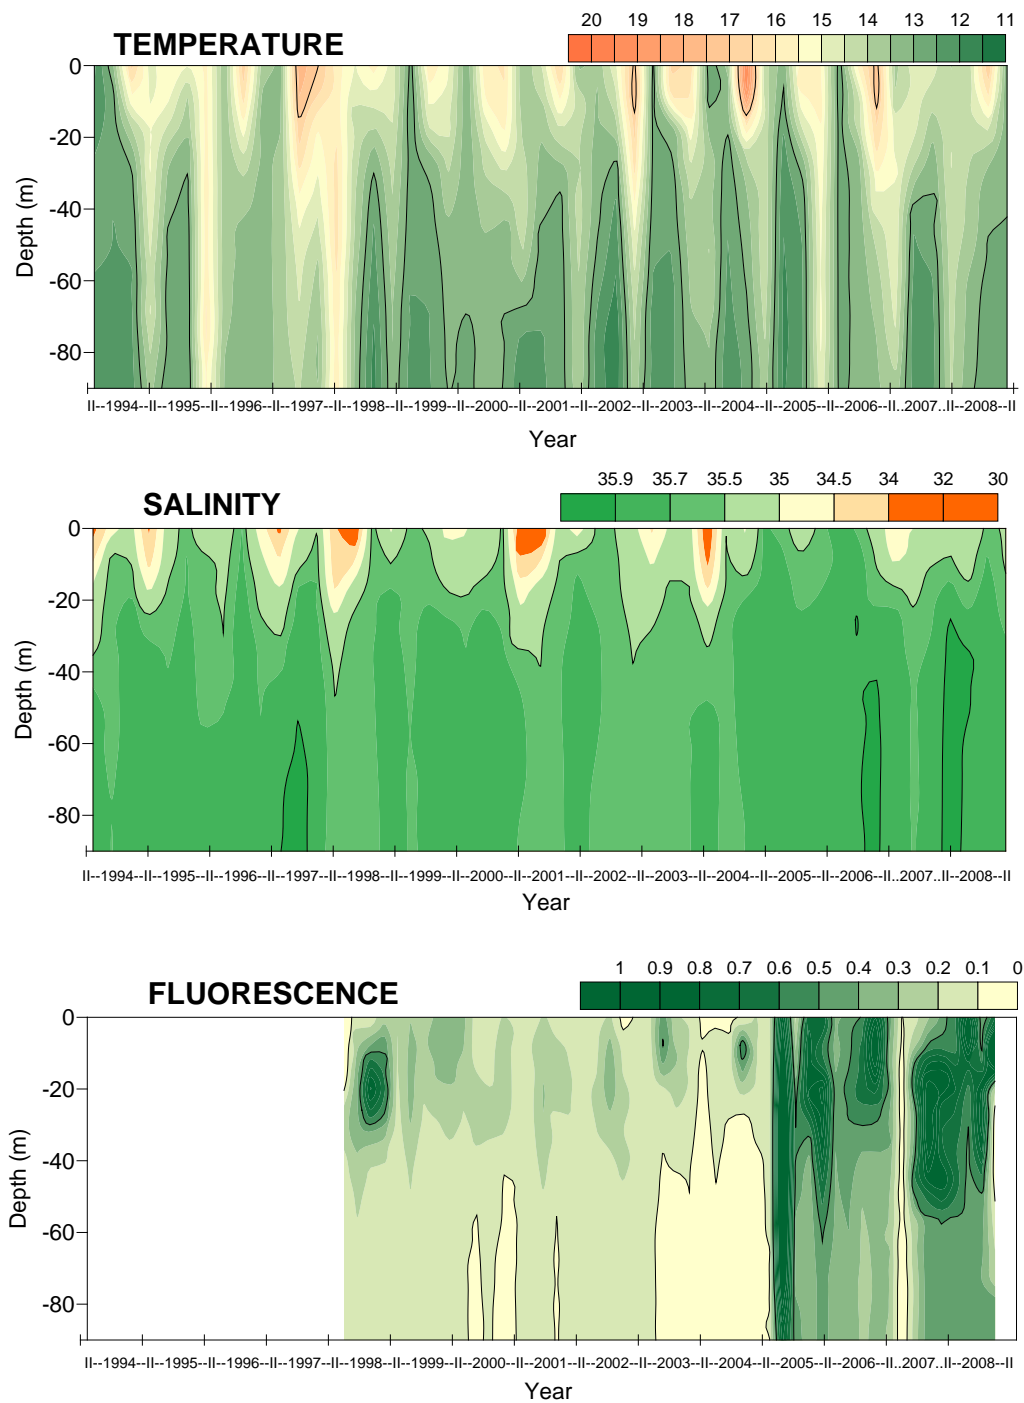 20 19 18 17 16 15 14 13 12 11
TEMPERATURE
0
-20
-40
-60
-80
Depth (m)
II--1994--II--1995--II--1996--II--1997--II--1998--II--1999--II--2000--II--2001--II--2002--II--2003--II--2004--II--2005--II--2006--II..2007..II--2008--II
Year
35.9 35.7 35.5 35 34.5 34 32 30
SALINITY
0
-20
-40
-60
-80
Depth (m)
II--1994--II--1995--II--1996--II--1997--II--1998--II--1999--II--2000--II--2001--II--2002--II--2003--II--2004--II--2005--II--2006--II..2007..II--2008--II
Year
1 0.9 0.8 0.7 0.6 0.5 0.4 0.3 0.2 0.1 0
FLUORESCENCE
0
-20
-40
-60
-80
Depth (m)
II--1994--II--1995--II--1996--II--1997--II--1998--II--1999--II--2000--II--2001--II--2002--II--2003--II--2004--II--2005--II--2006--II..2007..II--2008--II
Year